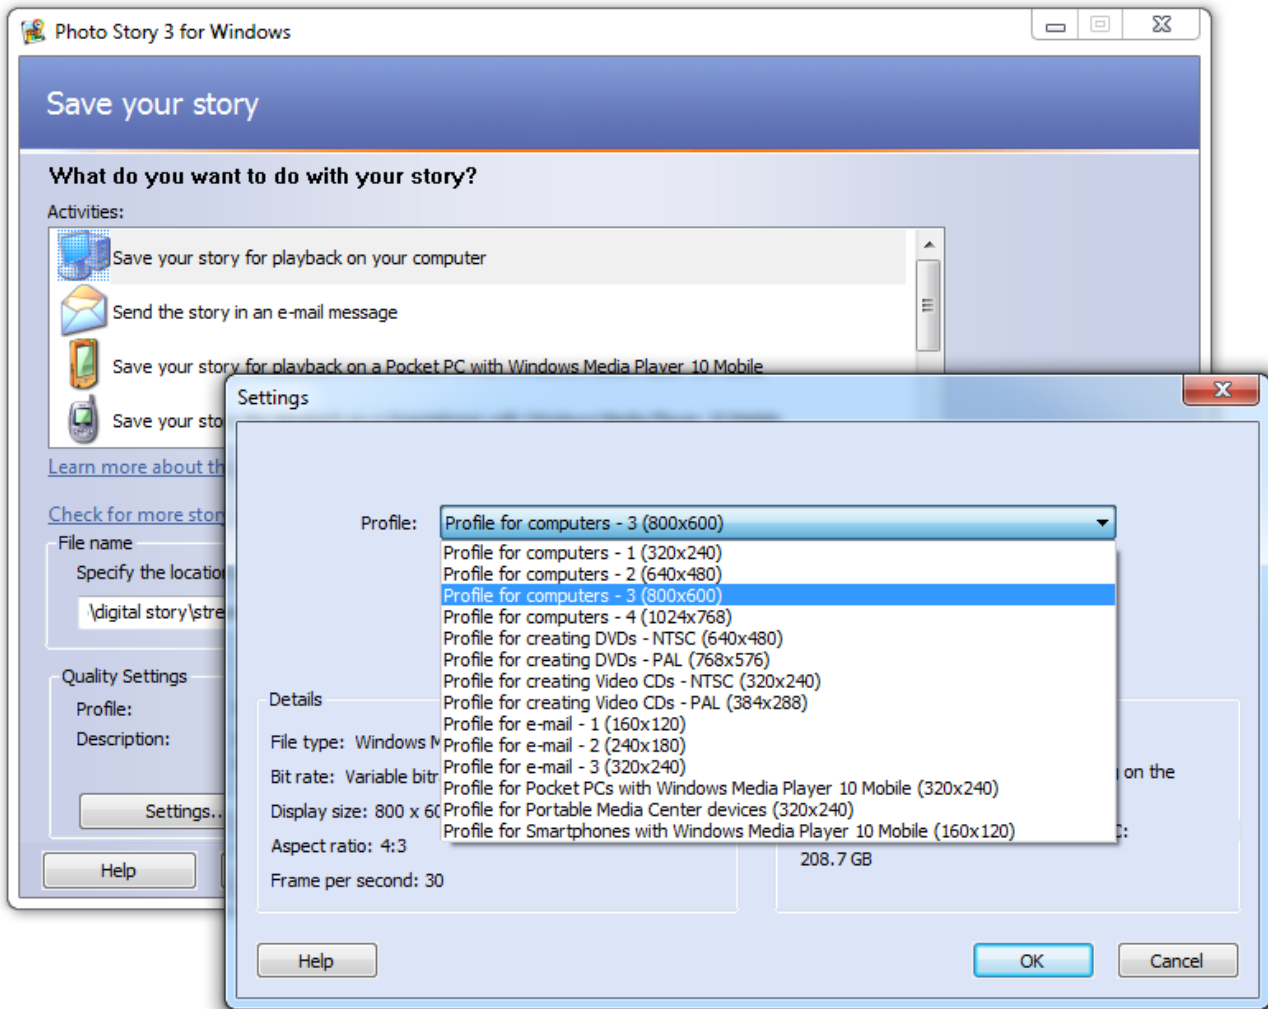 Photo Story 3 for Windows
Save your story
What do you want to do with your story?
Activities:
Save your story for playback on your computer
Send the story in an e-mail message
Save your story for playback on a Pocket PC with Windows Media Player 10 Mobile
Save your
Learn more about
Check for more
File name
Specify the
\digital story\
Quality Settings
Profile:
Description:
Settings..
Help
Settings
Profile:
Profile for computers - 3 (800x600)
Profile for computers - 1 (320x240)
Profile for computers - 2 (640x480)
Profile for computers - 3 (800x600)
Profile for computers - 4 (1024x768)
Profile for creating DVDs - NTSC (640x480)
Profile for creating DVDs - PAL (768x576)
Profile for creating Video CDs - NTSC (320x240)
Profile for creating Video CDs - PAL (384x288)
Profile for e-mail - 1 (160x120)
Profile for e-mail - 2 (240x180)
Profile for e-mail - 3 (320x240)
Profile for Pocket PCs with Windows Media Player 10 Mobile (320x240)
Profile for Portable Media Center devices (320x240)
Profile for Smartphones with Windows Media Player 10 Mobile (160x120)
Details
File type: Windows
Bit rate: Variable
Display size: 800 x
Aspect ratio: 4:3
Frame per second: 30
on the
208.7 GB
Help
OK
Cancel